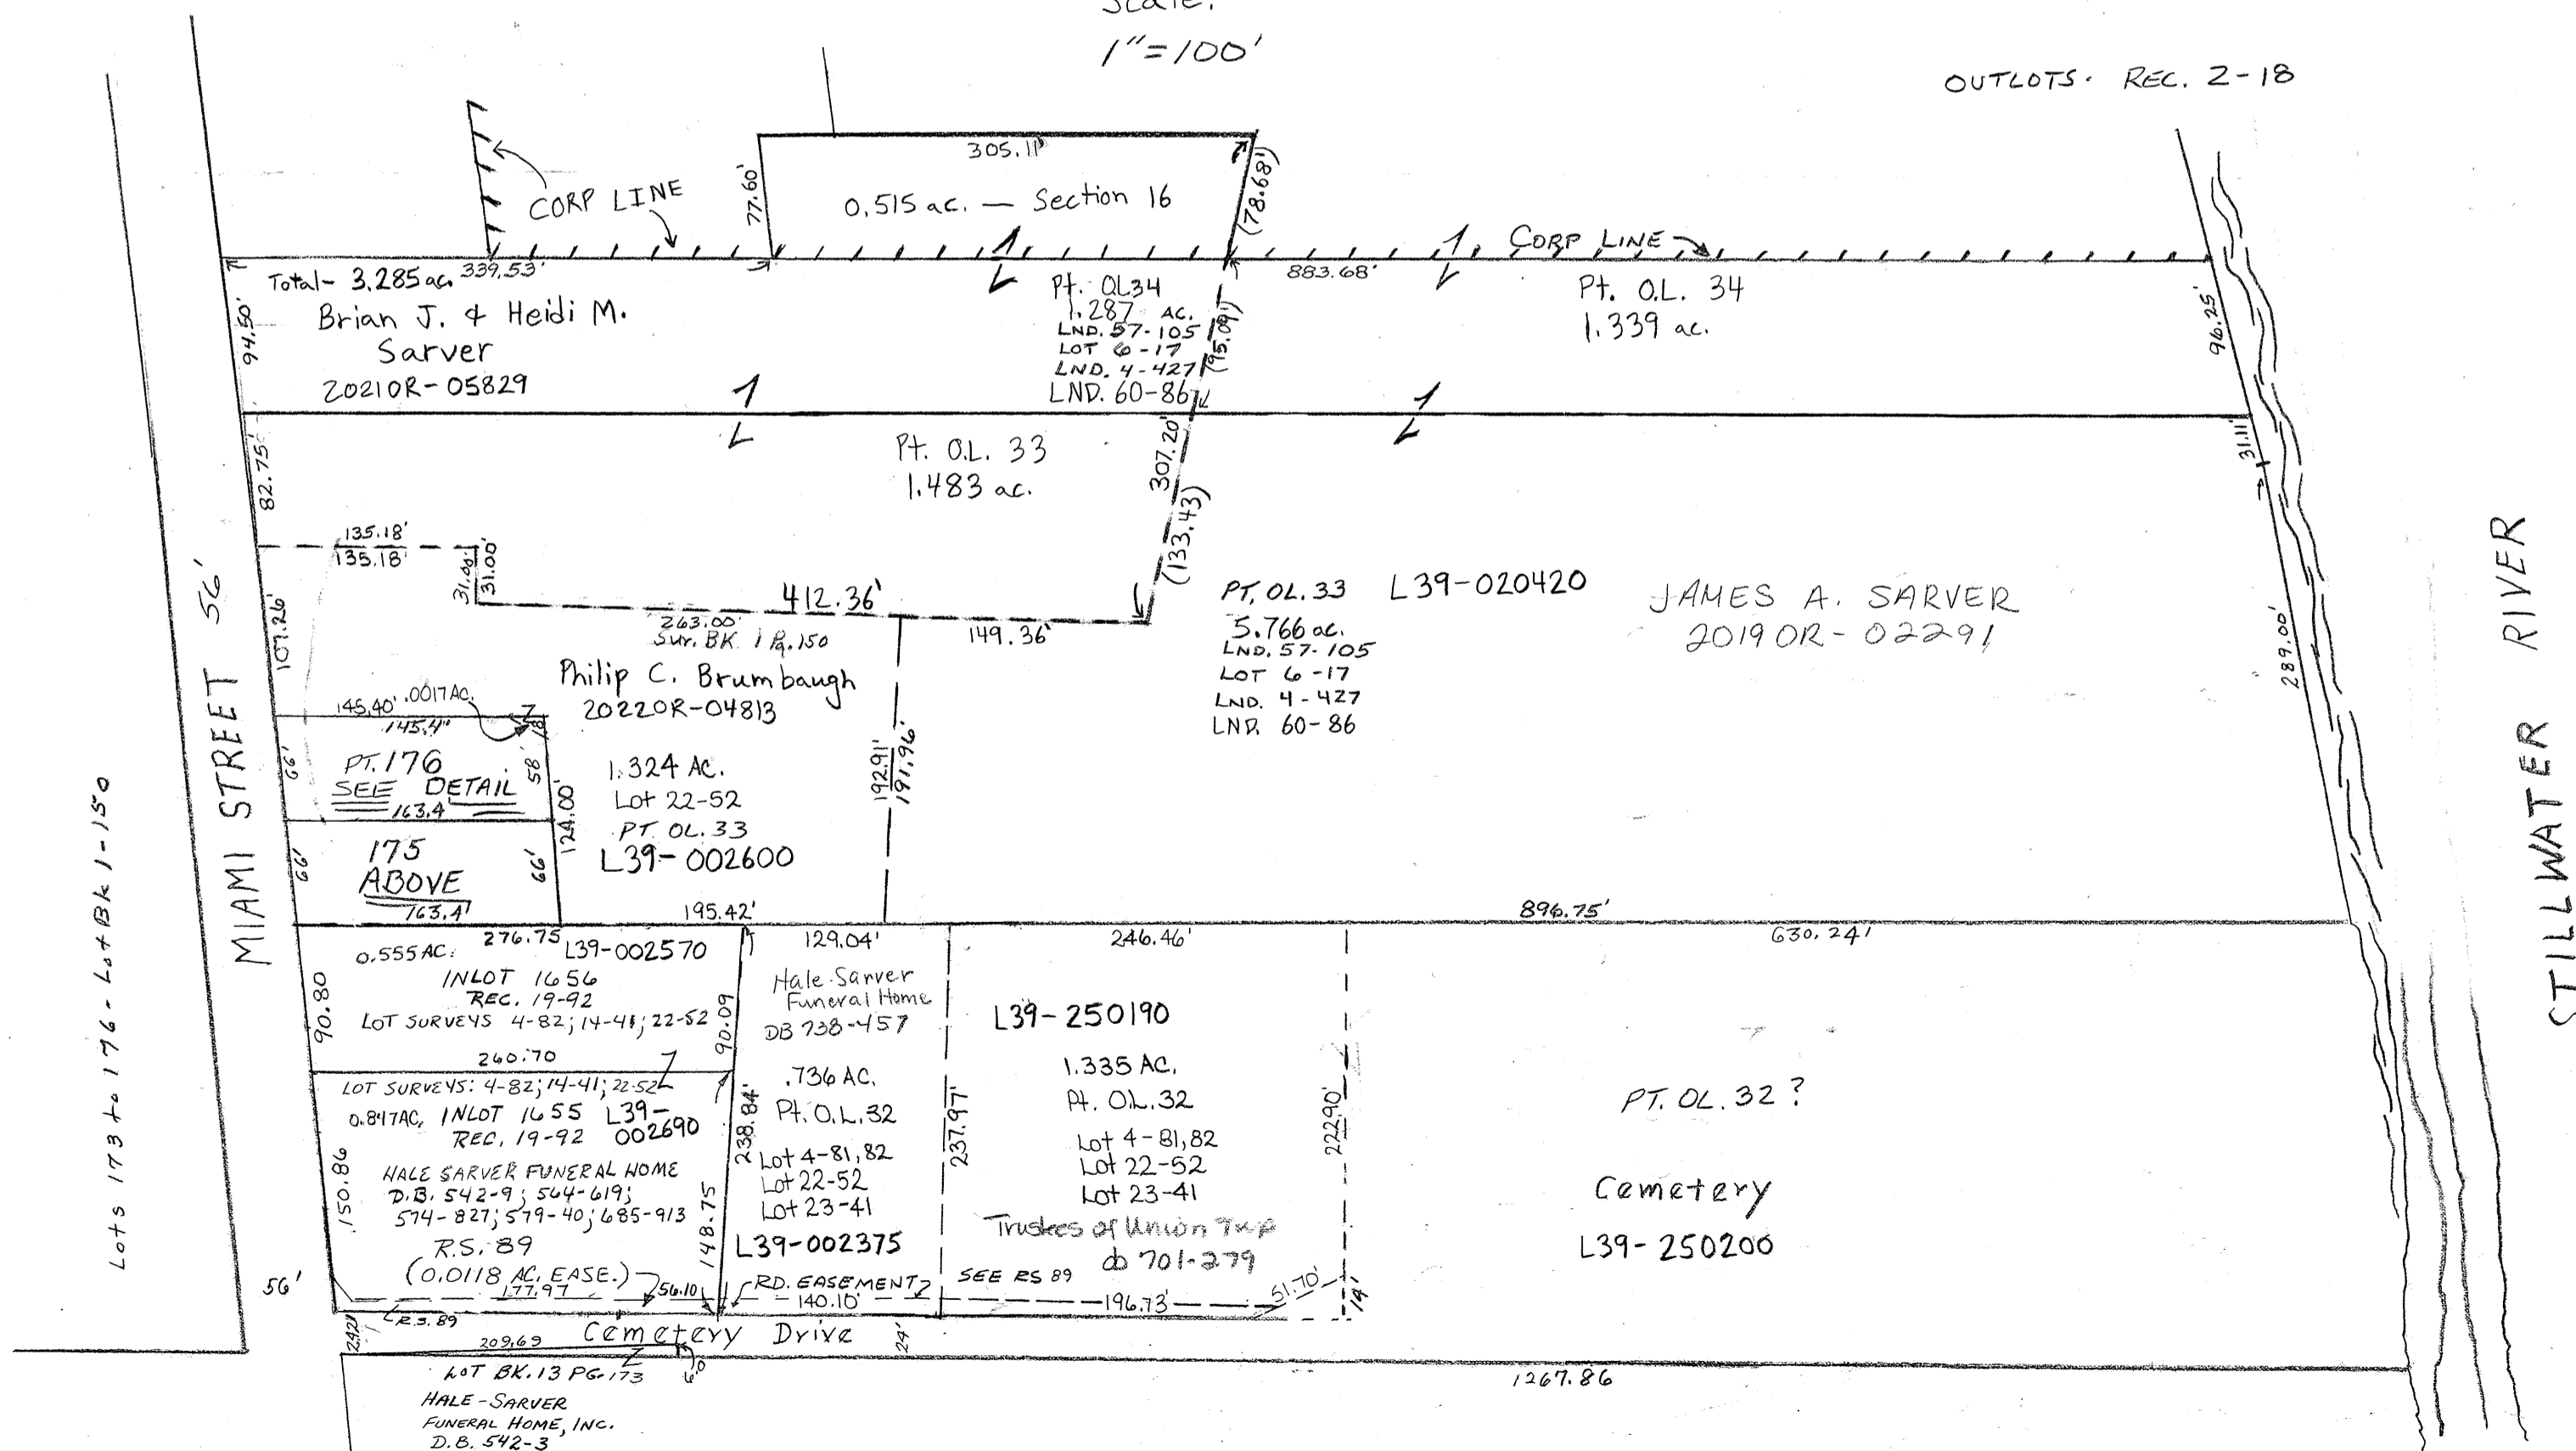 1"=100'
OUTLOTS. REC. 2-18
305.11'
77.60'
0.515 ac. — Section 16
(78.68')
CORP LINE
CORP LINE
339.53'
883.68'
Total- 3.285 ac.
Brian J. & Heidi M.
Sarver
2021OR-05829
94.50'
Pt. OL34
1.287 AC.
LND. 57-105
LOT 6-17
LND. 4-427
LND. 60-86
(95.09')
Pt. O.L. 34
1.339 ac.
96.25'
82.75'
Pt. O.L. 33
1.483 ac.
307.20'
(133.43')
31.11'
135.18'
135.18'
31.00'
31.00'
412.36'
263.00'
Sur. BK. 1 Pg. 150
149.36'
107.26'
Philip C. Brumbaugh
2022OR-04813
1.324 AC.
Lot 22-52
PT. OL. 33
L39-002600
192.91'
191.96'
PT. OL. 33 L39-020420
5.766 ac.
LND. 57-105
LOT 6-17
LND. 4-427
LND. 60-86
JAMES A. SARVER
2019OR-02291
289.00'
145.40' .0017 AC.
145.4'
PT. 176
SEE DETAIL
163.4
66'
58'
18'
124.00'
175
ABOVE
163.4'
66'
66'
195.42'
896.75'
MIAMI STREET 56'
STILLWATER RIVER
Lots 173 to 176 - Lot Bk 1-150
276.75
0.555 AC. L39-002570
INLOT 1656
REC. 19-92
LOT SURVEYS 4-82; 14-41; 22-52
260.70
90.80
90.09
LOT SURVEYS: 4-82; 14-41; 22-52
0.847 AC, INLOT 1655 L39-
REC. 19-92 002690
HALE SARVER FUNERAL HOME
D.B. 542-9; 564-619;
574-827; 579-40; 685-913
R.S. 89
(0.0118 AC. EASE.)
177.97
56.10
150.86
148.75
238.84'
129.04'
Hale Sarver
Funeral Home
DB 738-457
.736 AC.
Pt. O.L. 32
Lot 4-81,82
Lot 22-52
Lot 23-41
L39-002375
RD. EASEMENT
140.10'
237.97'
246.46'
L39-250190
1.335 AC.
Pt. O.L. 32
Lot 4-81,82
Lot 22-52
Lot 23-41
Trustees of Union Twp
db 701-279
SEE RS 89
196.73'
51.70'
14'
222.90'
630.24'
PT. OL. 32 ?
Cemetery
L39-250200
56'
R.S. 89
24.2'
209.69
Cemetery Drive
24'
6.0'
1267.86
LOT BK. 13 PG. 173
HALE-SARVER
FUNERAL HOME, INC.
D.B. 542-3